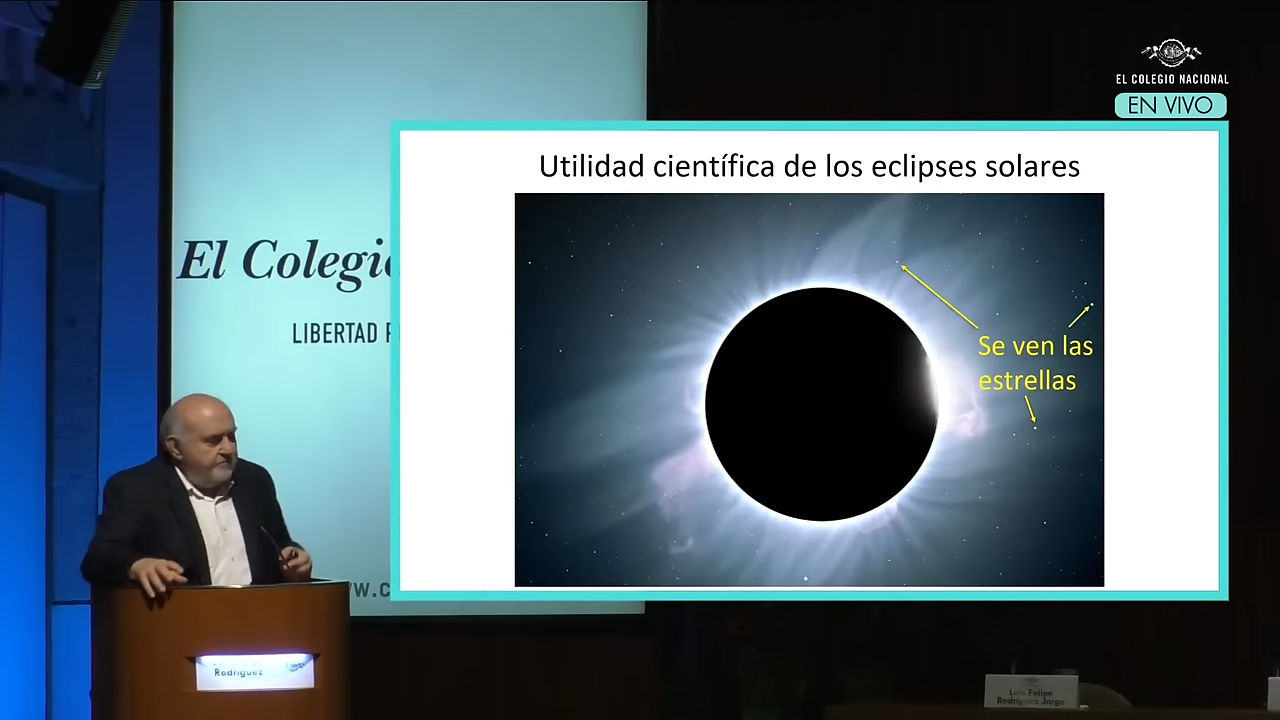 EL COLEGIO NACIONAL
EN VIVO
Utilidad científica de los eclipses solares
Se ven las
estrellas
El Colegio
LIBERTAD
Rodríguez
Luis Felipe
Rodríguez Jorge